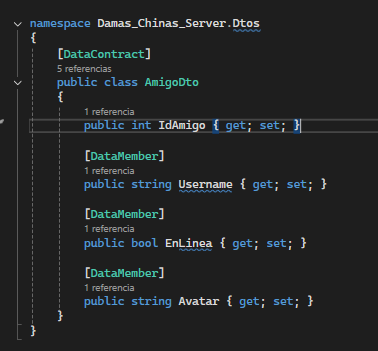 namespace Damas_Chinas_Server.Dtos
{
[DataContract]
5 referencias
public class AmigoDto
{
1 referencia
public int IdAmigo { get; set; }
[DataMember]
1 referencia
public string Username { get; set; }
[DataMember]
1 referencia
public bool EnLinea { get; set; }
[DataMember]
1 referencia
public string Avatar { get; set; }
}
}